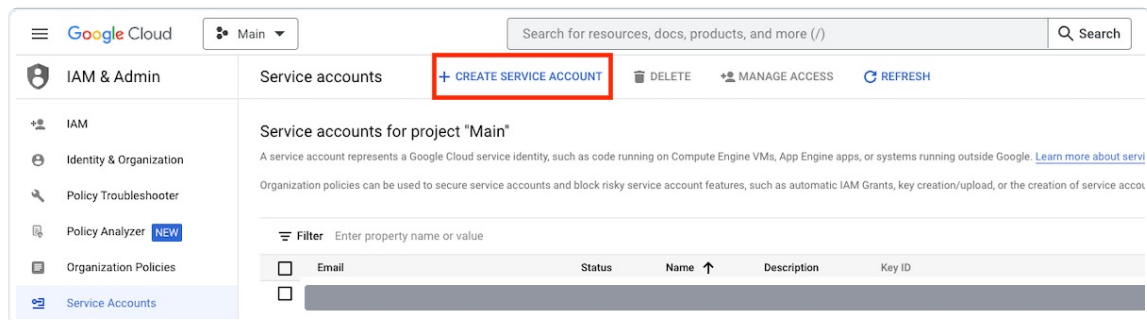 Google Cloud
Main
Search for resources, docs, products, and more (/)
Search
IAM & Admin
Service accounts
+ CREATE SERVICE ACCOUNT
DELETE
MANAGE ACCESS
REFRESH
IAM
Identity & Organization
Policy Troubleshooter
Policy Analyzer NEW
Organization Policies
Service Accounts
Service accounts for project "Main"
A service account represents a Google Cloud service identity, such as code running on Compute Engine VMs, App Engine apps, or systems running outside Google. Learn more about servi
Organization policies can be used to secure service accounts and block risky service account features, such as automatic IAM Grants, key creation/upload, or the creation of service accou
Filter Enter property name or value
Email Status Name Description Key ID